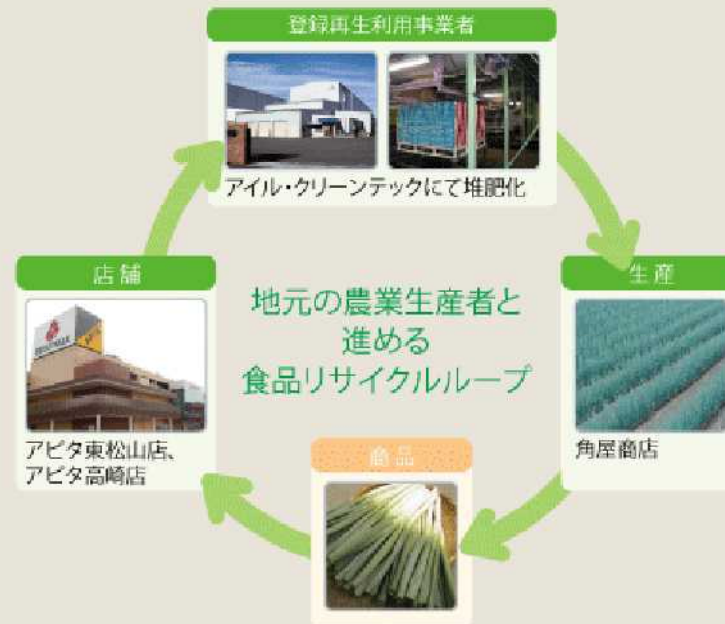 登録再生利用事業者
アイル・クリーンテックにて堆肥化
店舗
アピタ東松山店、
アピタ高崎店
地元の農業生産者と
進める
食品リサイクルループ
生産
角屋商店
商品